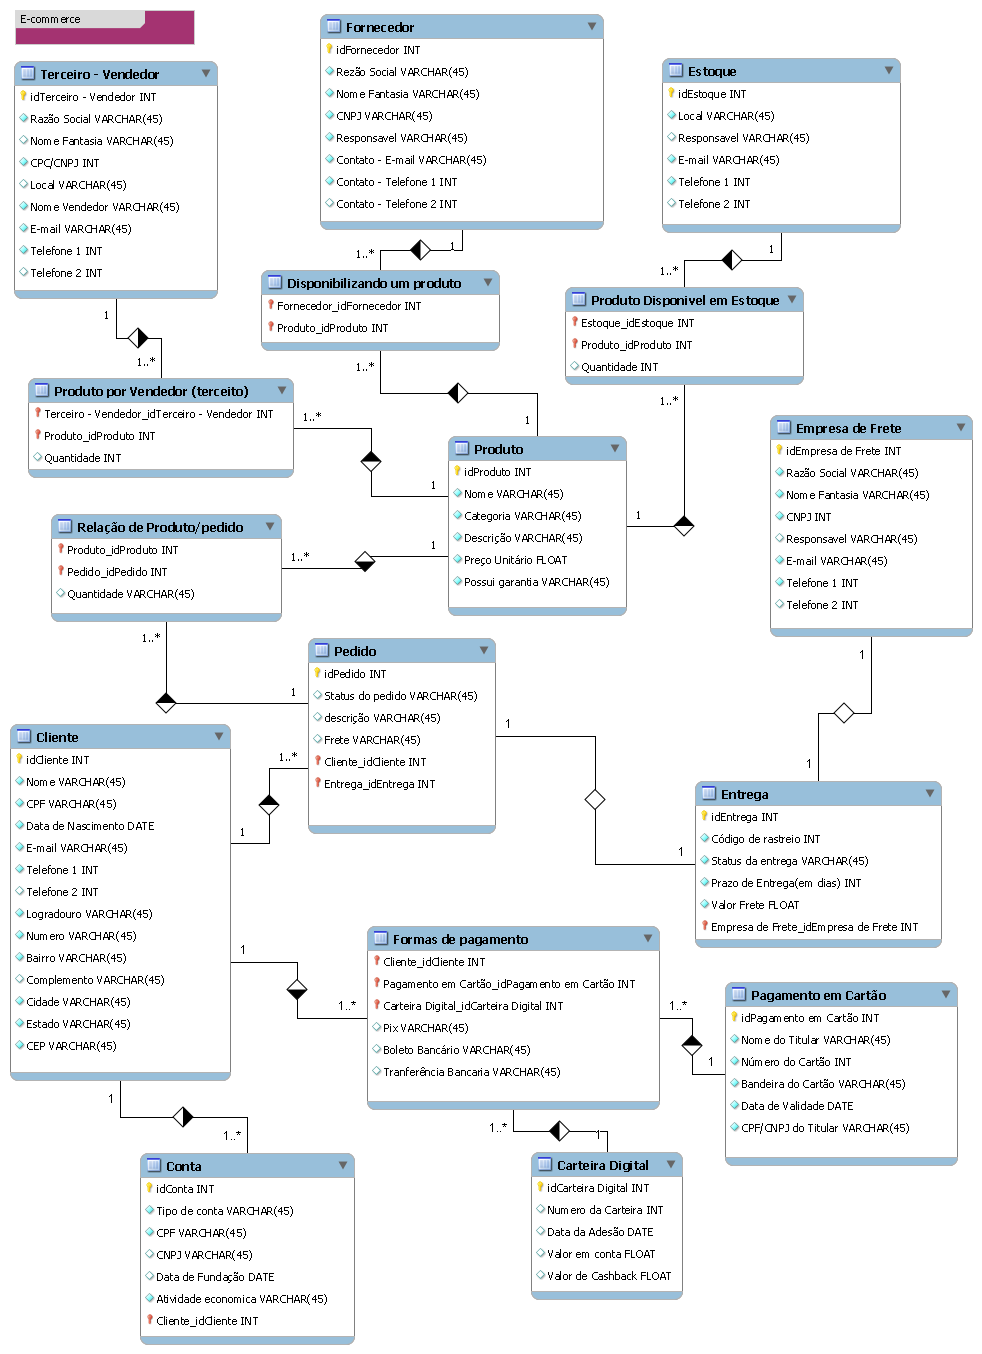 E-commerce
Terceiro - Vendedor
idTerceiro - Vendedor INT
Razão Social VARCHAR(45)
Nome Fantasia VARCHAR(45)
CPC/CNPJ INT
Local VARCHAR(45)
Nome Vendedor VARCHAR(45)
E-mail VARCHAR(45)
Telefone 1 INT
Telefone 2 INT
Fornecedor
idFornecedor INT
Rezão Social VARCHAR(45)
Nome Fantasia VARCHAR(45)
CNPJ VARCHAR(45)
Responsavel VARCHAR(45)
Contato - E-mail VARCHAR(45)
Contato - Telefone 1 INT
Contato - Telefone 2 INT
Estoque
idEstoque INT
Local VARCHAR(45)
Responsavel VARCHAR(45)
E-mail VARCHAR(45)
Telefone 1 INT
Telefone 2 INT
1..*
1
1
1..*
Disponibilizando um produto
Fornecedor_idFornecedor INT
Produto_idProduto INT
Produto Disponivel em Estoque
Estoque_idEstoque INT
Produto_idProduto INT
Quantidade INT
1
1..*
1..*
1
1..*
Produto por Vendedor (terceito)
Terceiro - Vendedor_idTerceiro - Vendedor INT
Produto_idProduto INT
Quantidade INT
1..*
1
Produto
idProduto INT
Nome VARCHAR(45)
Categoria VARCHAR(45)
Descrição VARCHAR(45)
Preço Unitário FLOAT
Possui garantia VARCHAR(45)
1
Empresa de Frete
idEmpresa de Frete INT
Razão Social VARCHAR(45)
Nome Fantasia VARCHAR(45)
CNPJ INT
Responsavel VARCHAR(45)
E-mail VARCHAR(45)
Telefone 1 INT
Telefone 2 INT
Relação de Produto/pedido
Produto_idProduto INT
Pedido_idPedido INT
Quantidade VARCHAR(45)
1..*
1
1..*
1
Pedido
idPedido INT
Status do pedido VARCHAR(45)
descrição VARCHAR(45)
Frete VARCHAR(45)
Cliente_idCliente INT
Entrega_idEntrega INT
1
1
1
1
Cliente
idCliente INT
Nome VARCHAR(45)
CPF VARCHAR(45)
Data de Nascimento DATE
E-mail VARCHAR(45)
Telefone 1 INT
Telefone 2 INT
Logradouro VARCHAR(45)
Numero VARCHAR(45)
Bairro VARCHAR(45)
Complemento VARCHAR(45)
Cidade VARCHAR(45)
Estado VARCHAR(45)
CEP VARCHAR(45)
1..*
1
Entrega
idEntrega INT
Código de rastreio INT
Status da entrega VARCHAR(45)
Prazo de Entrega(em dias) INT
Valor Frete FLOAT
Empresa de Frete_idEmpresa de Frete INT
1
1..*
Formas de pagamento
Cliente_idCliente INT
Pagamento em Cartão_idPagamento em Cartão INT
Carteira Digital_idCarteira Digital INT
Pix VARCHAR(45)
Boleto Bancário VARCHAR(45)
Tranferência Bancaria VARCHAR(45)
1..*
1
Pagamento em Cartão
idPagamento em Cartão INT
Nome do Titular VARCHAR(45)
Número do Cartão INT
Bandeira do Cartão VARCHAR(45)
Data de Validade DATE
CPF/CNPJ do Titular VARCHAR(45)
1
1..*
1..*
1
Conta
idConta INT
Tipo de conta VARCHAR(45)
CPF VARCHAR(45)
CNPJ VARCHAR(45)
Data de Fundação DATE
Atividade economica VARCHAR(45)
Cliente_idCliente INT
Carteira Digital
idCarteira Digital INT
Numero da Carteira INT
Data da Adesão DATE
Valor em conta FLOAT
Valor de Cashback FLOAT